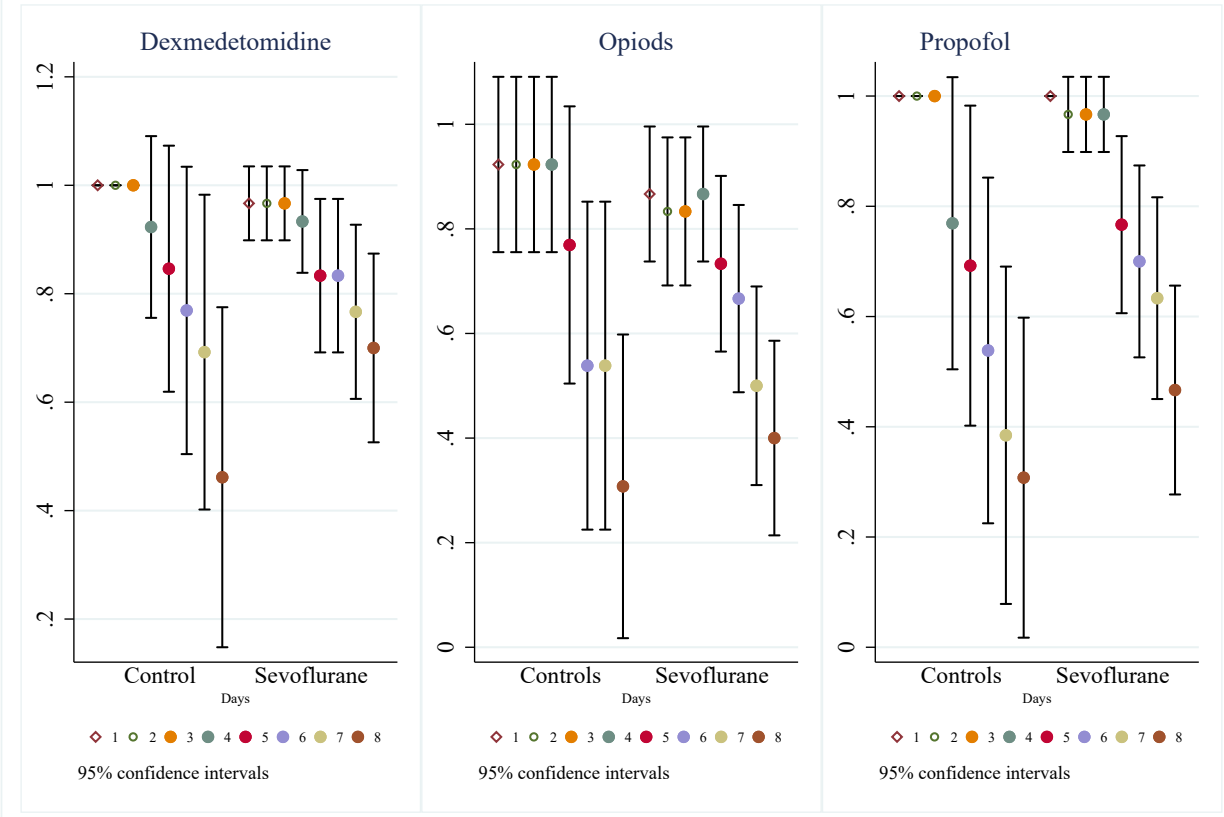 Dexmedetomidine
1.2
1
.8
.6
.4
.2
Control Sevoflurane
Days
1 2 3 4 5 6 7 8
95% confidence intervals
Opiods
1
.8
.6
.4
.2
0
Controls Sevoflurane
Days
1 2 3 4 5 6 7 8
95% confidence intervals
Propofol
1
.8
.6
.4
.2
0
Controls Sevoflurane
Days
1 2 3 4 5 6 7 8
95% confidence intervals